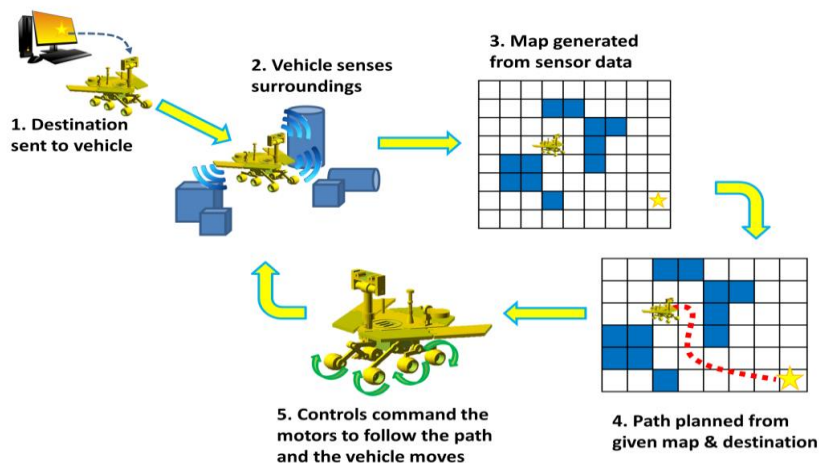 1. Destination
sent to vehicle
2. Vehicle senses
surroundings
3. Map generated
from sensor data
4. Path planned from
given map & destination
5. Controls command the
motors to follow the path
and the vehicle moves